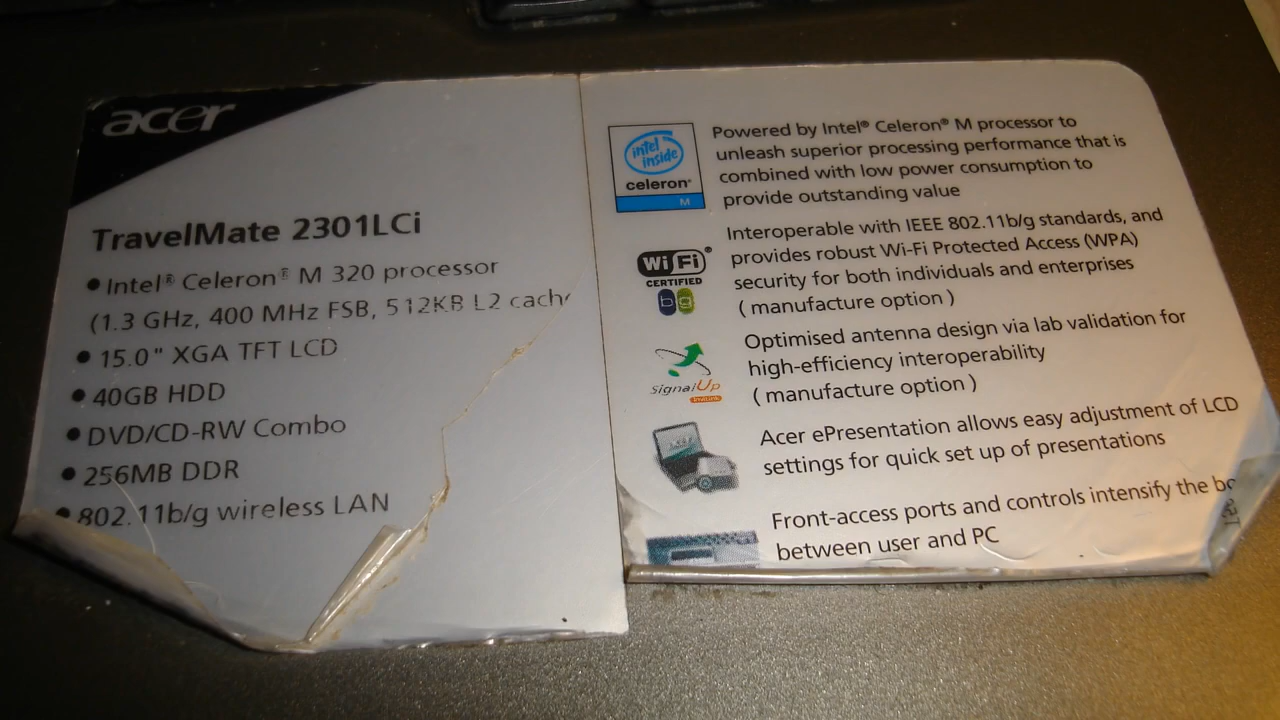 acer
TravelMate 2301LCi
• Intel® Celeron® M 320 processor
(1.3 GHz, 400 MHz FSB, 512KB L2 cache
• 15.0" XGA TFT LCD
• 40GB HDD
• DVD/CD-RW Combo
• 256MB DDR
• 802.11b/g wireless LAN
intel
inside
celeron®
M
Powered by Intel® Celeron® M processor to
unleash superior processing performance that is
combined with low power consumption to
provide outstanding value
Wi Fi ®
CERTIFIED
b g
Interoperable with IEEE 802.11b/g standards, and
provides robust Wi-Fi Protected Access (WPA)
security for both individuals and enterprises
( manufacture option )
SignalUp
Optimised antenna design via lab validation for
high-efficiency interoperability
( manufacture option )
Acer ePresentation allows easy adjustment of LCD
settings for quick set up of presentations
Front-access ports and controls intensify the bo
between user and PC